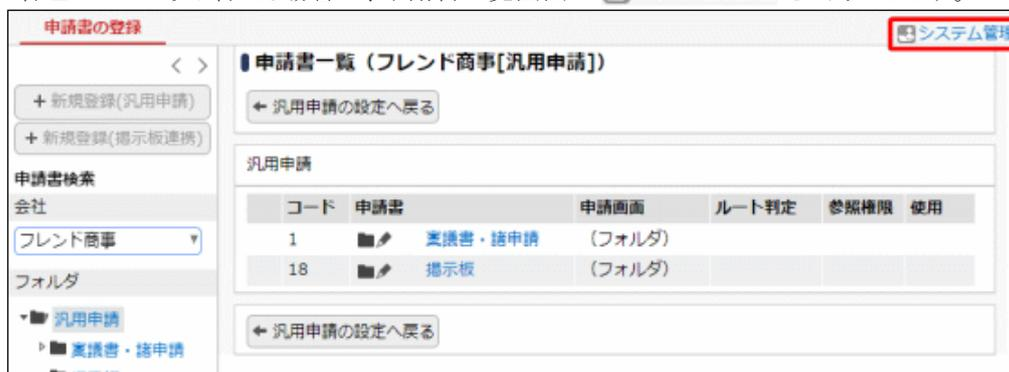 申請書の登録
システム管理
< >
申請書一覧(フレンド商事[汎用申請])
+ 新規登録(汎用申請)
← 汎用申請の設定へ戻る
+ 新規登録(掲示板連携)
汎用申請
申請書検索
会社
コード 申請書 申請画面 ルート判定 参照権限 使用
フレンド商事
1 稟議書・諸申請 (フォルダ)
18 掲示板 (フォルダ)
フォルダ
汎用申請
← 汎用申請の設定へ戻る
稟議書・諸申請